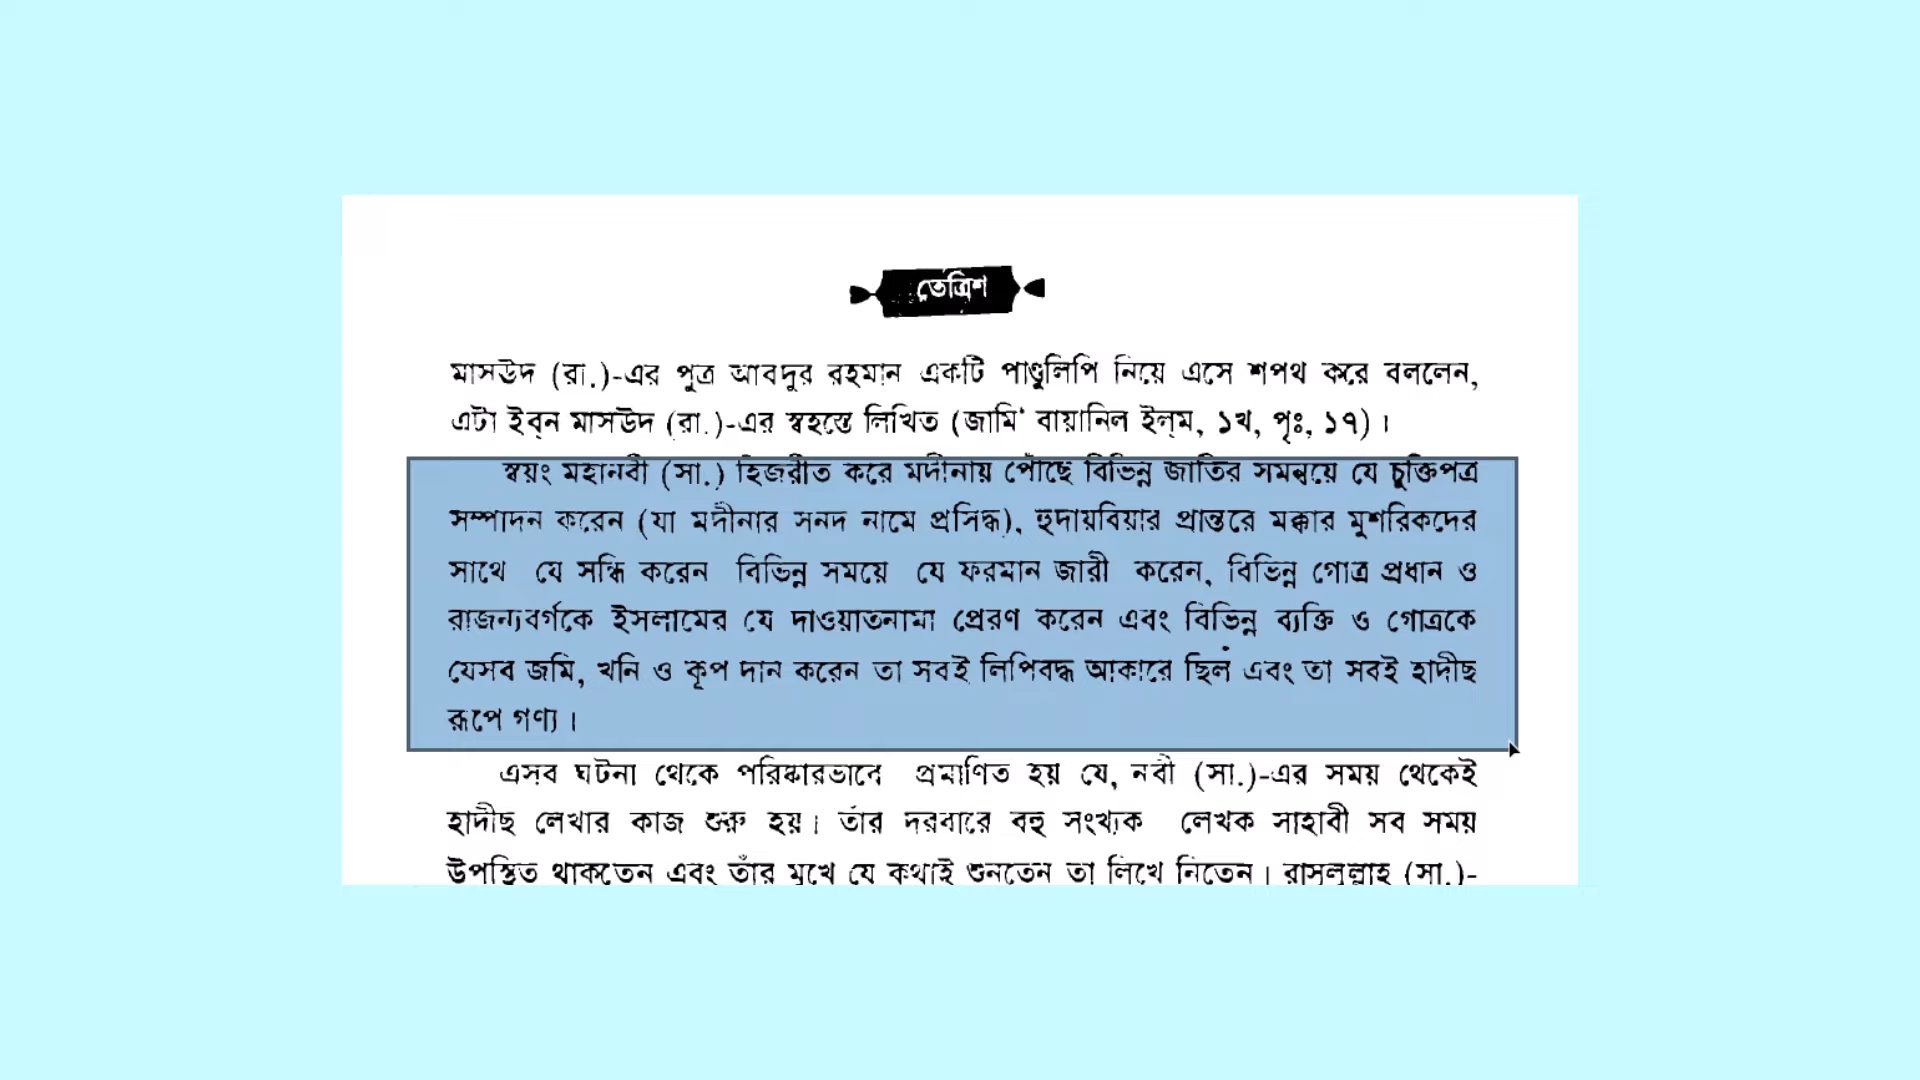 তেত্রিশ
মাসউদ (রা.)-এর পুত্র আবদুর রহমান একটি পাণ্ডুলিপি নিয়ে এসে শপথ করে বললেন,
এটা ইব্‌ন মাসউদ (রা.)-এর স্বহস্তে লিখিত (জামি‘ বায়ানিল ইল্‌ম, ১খ, পৃঃ, ১৭)।
স্বয়ং মহানবী (সা.) হিজরীত করে মদীনায় পৌঁছে বিভিন্ন জাতির সমন্বয়ে যে চুক্তিপত্র
সম্পাদন করেন (যা মদীনার সনদ নামে প্রসিদ্ধ), হুদায়বিয়ার প্রান্তরে মক্কার মুশরিকদের
সাথে যে সন্ধি করেন বিভিন্ন সময়ে যে ফরমান জারী করেন, বিভিন্ন গোত্র প্রধান ও
রাজন্যবর্গকে ইসলামের যে দাওয়াতনামা প্রেরণ করেন এবং বিভিন্ন ব্যক্তি ও গোত্রকে
যেসব জমি, খনি ও কূপ দান করেন তা সবই লিপিবদ্ধ আকারে ছিল এবং তা সবই হাদীছ
রূপে গণ্য।
এসব ঘটনা থেকে পরিষ্কারভাবে প্রমাণিত হয় যে, নবী (সা.)-এর সময় থেকেই
হাদীছ লেখার কাজ শুরু হয়। তাঁর দরবারে বহু সংখ্যক লেখক সাহাবী সব সময়
উপস্থিত থাকতেন এবং তাঁর মুখে যে কথাই শুনতেন তা লিখে নিতেন। রাসূলুল্লাহ (সা.)-